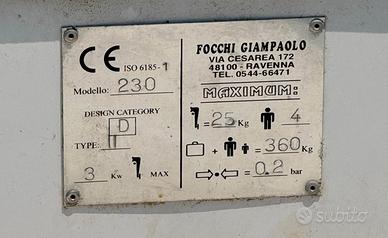 CE ISO 6185-1
Modello: 230
DESIGN CATEGORY
D
TYPE: II
3 Kw MAX
FOCCHI GIAMPAOLO
VIA CESAREA 172
48100 - RAVENNA
TEL. 0544-66471
MAXIMUM:
= 25 Kg 4
+ = 360 Kg
= 0.2 bar
subito